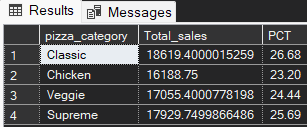 Results Messages
pizza_category Total_sales PCT
1 Classic 18619.4000015259 26.68
2 Chicken 16188.75 23.20
3 Veggie 17055.4000778198 24.44
4 Supreme 17929.7499866486 25.69